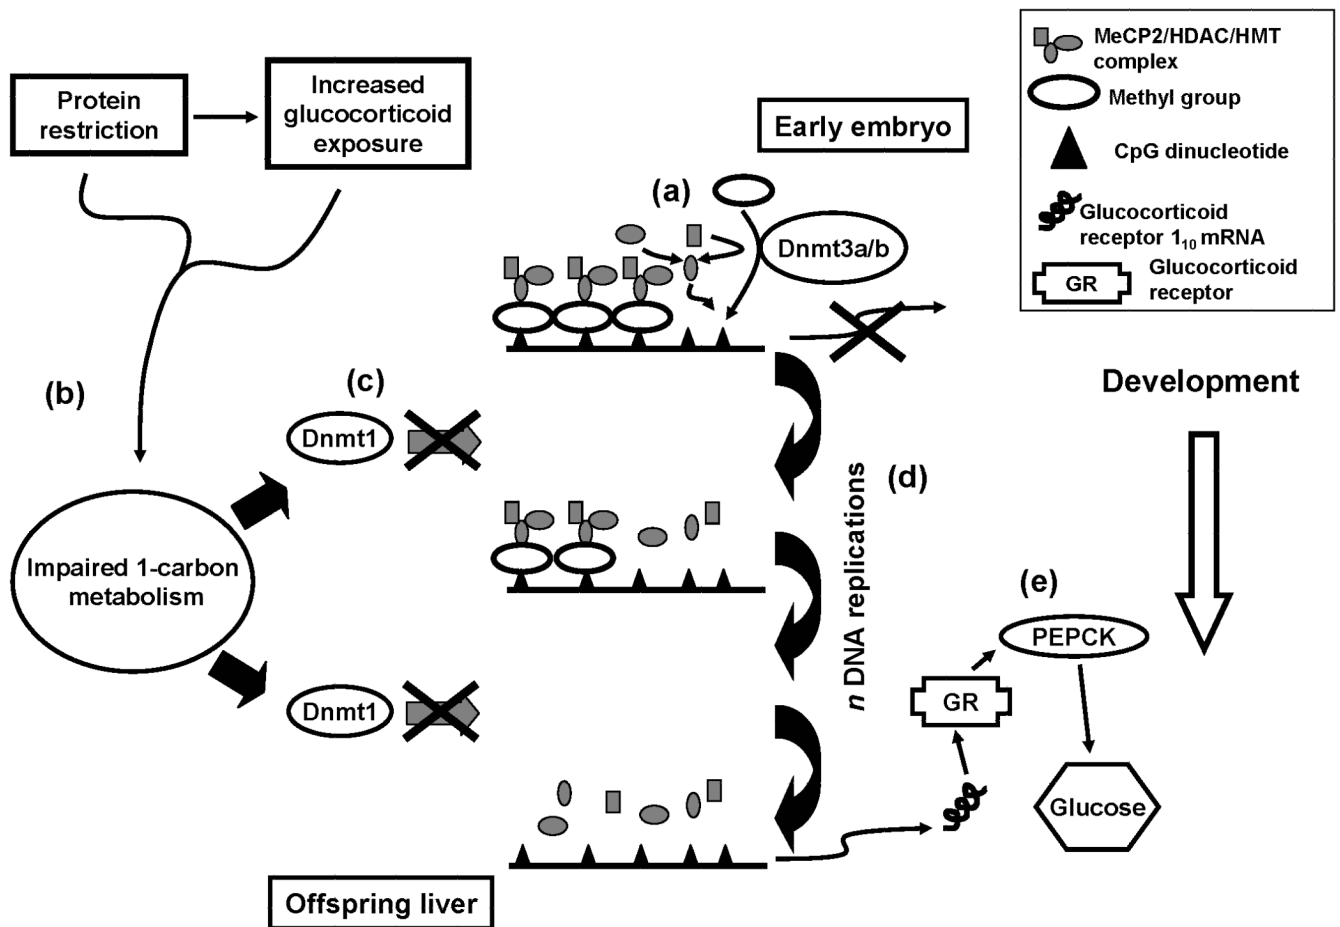 Protein
restriction
Increased
glucocorticoid
exposure
Early embryo
MeCP2/HDAC/HMT
complex
Methyl group
CpG dinucleotide
Glucocorticoid
receptor 1₁₀ mRNA
GR
Glucocorticoid
receptor
(a)
Dnmt3a/b
Development
(b)
(c)
Dnmt1
(d)
n DNA replications
Impaired 1-carbon
metabolism
(e)
PEPCK
GR
Dnmt1
Glucose
Offspring liver